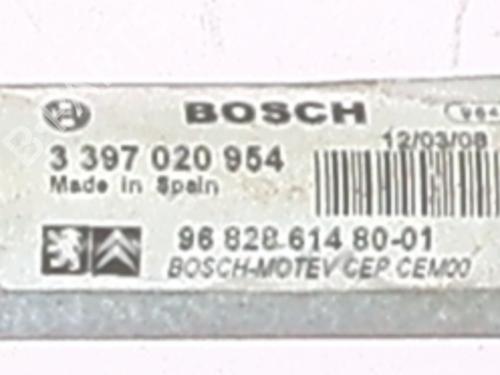 BOSCH
12/03/08
3 397 020 954
Made in Spain
96 828 614 80-01
BOSCH-MOTEV CEP CEM00